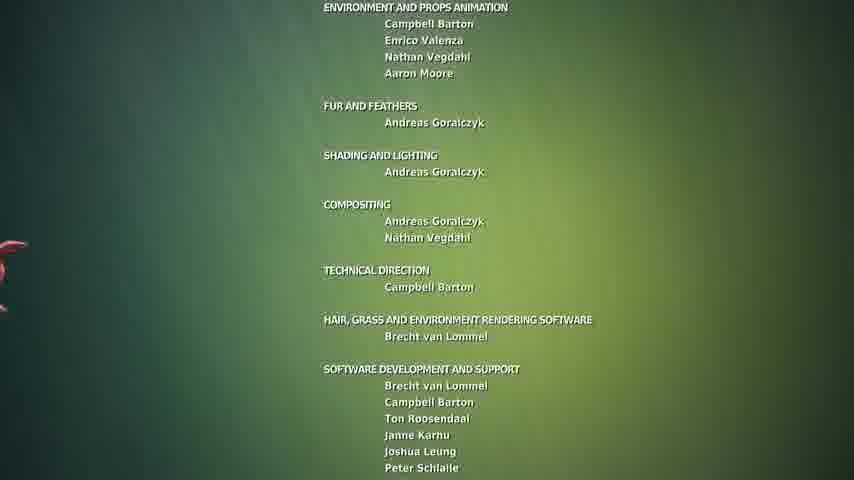 ENVIRONMENT AND PROPS ANIMATION
Campbell Barton
Enrico Valenza
Nathan Vegdahl
Aaron Moore
FUR AND FEATHERS
Andreas Goralczyk
SHADING AND LIGHTING
Andreas Goralczyk
COMPOSITING
Andreas Goralczyk
Nathan Vegdahl
TECHNICAL DIRECTION
Campbell Barton
HAIR, GRASS AND ENVIRONMENT RENDERING SOFTWARE
Brecht van Lommel
SOFTWARE DEVELOPMENT AND SUPPORT
Brecht van Lommel
Campbell Barton
Ton Roosendaal
Janne Karhu
Joshua Leung
Peter Schlaile